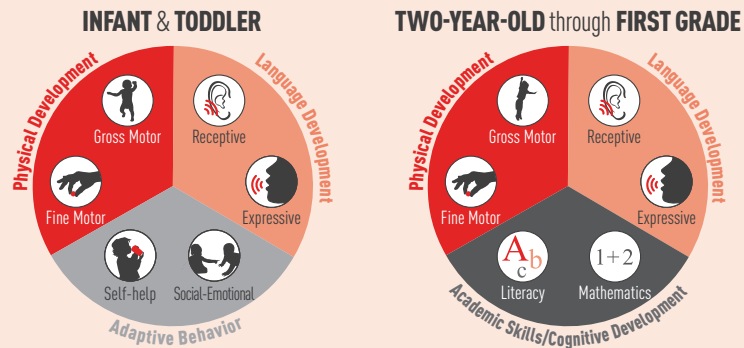 INFANT & TODDLER
Physical Development
Language Development
Gross Motor
Receptive
Fine Motor
Expressive
Self-help
Social-Emotional
Adaptive Behavior
TWO-YEAR-OLD through FIRST GRADE
Physical Development
Language Development
Gross Motor
Receptive
Fine Motor
Expressive
A b c
1+2
Literacy
Mathematics
Academic Skills/Cognitive Development